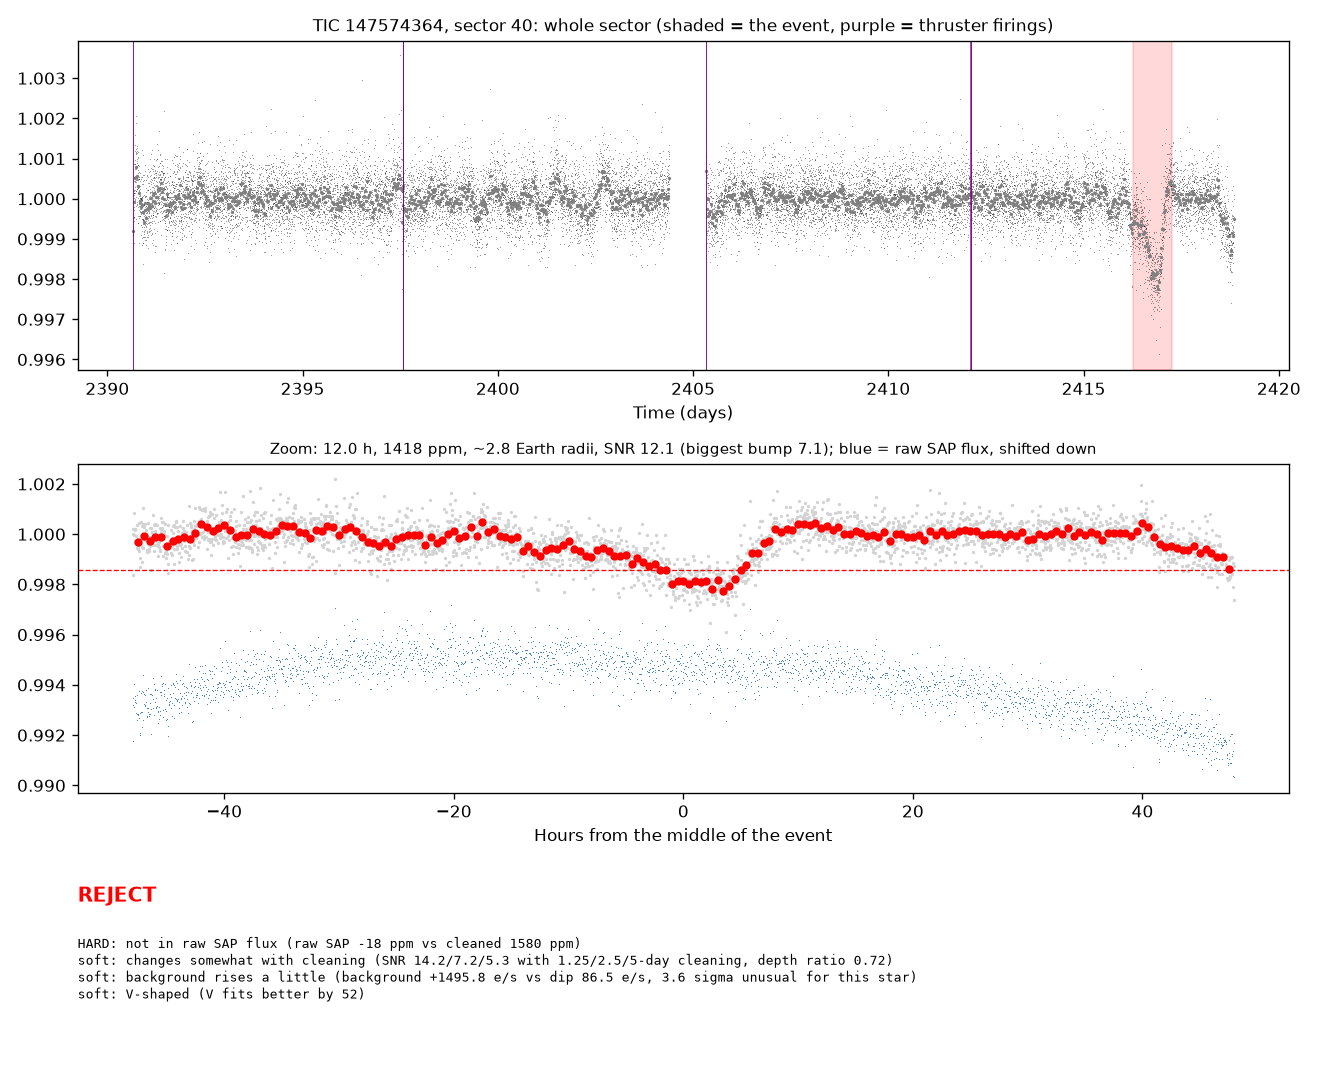 TIC 147574364, sector 40: whole sector (shaded = the event, purple = thruster firings)
1.003
1.002
1.001
1.000
0.999
0.998
0.997
0.996
2390 2395 2400 2405 2410 2415 2420
Time (days)
Zoom: 12.0 h, 1418 ppm, ~2.8 Earth radii, SNR 12.1 (biggest bump 7.1); blue = raw SAP flux, shifted down
1.002
1.000
0.998
0.996
0.994
0.992
0.990
−40 −20 0 20 40
Hours from the middle of the event
REJECT
HARD: not in raw SAP flux (raw SAP -18 ppm vs cleaned 1580 ppm)
soft: changes somewhat with cleaning (SNR 14.2/7.2/5.3 with 1.25/2.5/5-day cleaning, depth ratio 0.72)
soft: background rises a little (background +1495.8 e/s vs dip 86.5 e/s, 3.6 sigma unusual for this star)
soft: V-shaped (V fits better by 52)